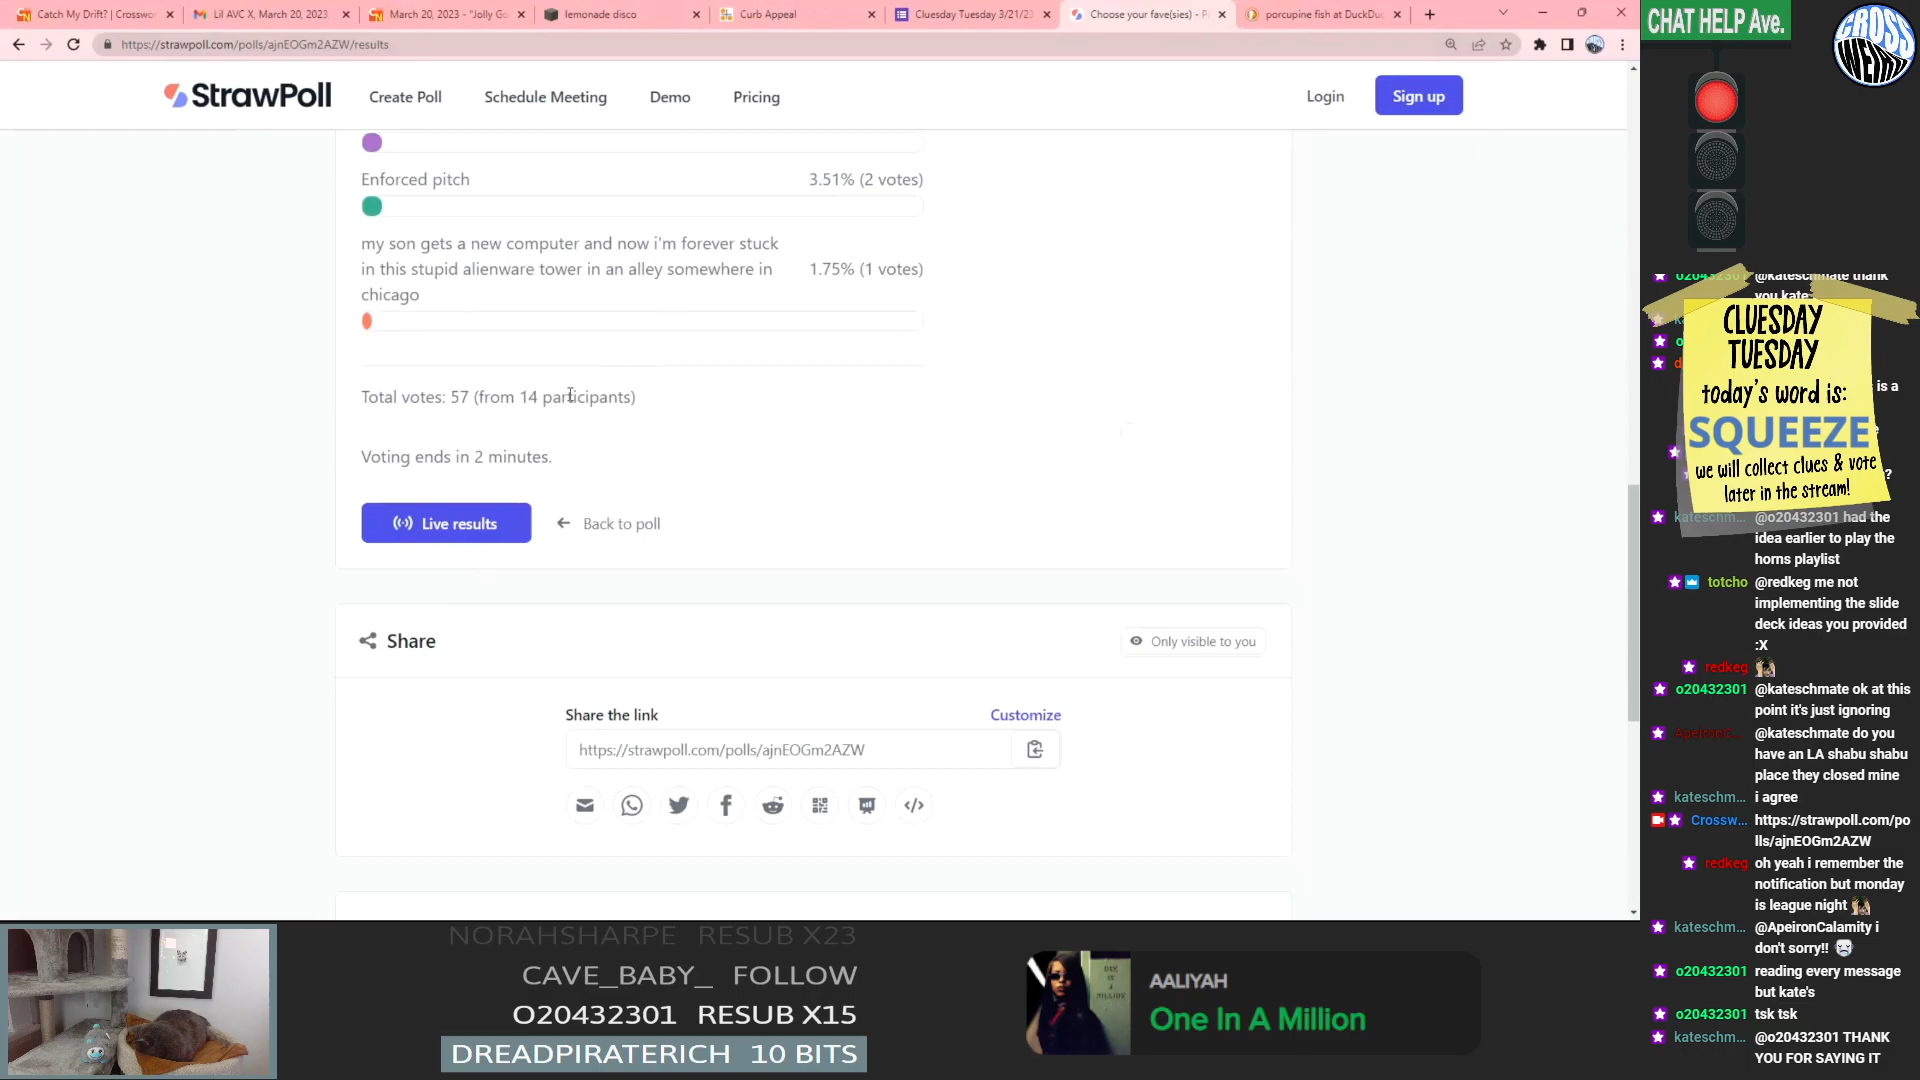 Catch My Drift? | Crosswor
Lil AVC X, March 20, 2023
March 20, 2023 - "Jolly Go
lemonade disco
Curb Appeal
Cluesday Tuesday 3/21/23
Choose your fave(sies) - P
porcupine fish at DuckDuc
https://strawpoll.com/polls/ajnEOGm2AZW/results
StrawPoll
Create Poll
Schedule Meeting
Demo
Pricing
Login
Sign up
Enforced pitch 3.51% (2 votes)
my son gets a new computer and now i'm forever stuck
in this stupid alienware tower in an alley somewhere in 1.75% (1 votes)
chicago
Total votes: 57 (from 14 participants)
Voting ends in 2 minutes.
Live results
Back to poll
Share
Only visible to you
Share the link
Customize
https://strawpoll.com/polls/ajnEOGm2AZW
CHAT HELP Ave.
CROSS
WEIRD
o20432301 @kateschmate thank
you kate
CLUESDAY
TUESDAY
today's word is:
SQUEEZE
we will collect clues & vote
later in the stream!
is a
?
kateschm... @o20432301 had the
idea earlier to play the
horns playlist
totcho @redkeg me not
implementing the slide
deck ideas you provided
:X
redkeg
o20432301 @kateschmate ok at this
point it's just ignoring
ApeironC... @kateschmate do you
have an LA shabu shabu
place they closed mine
kateschm... i agree
Crossw... https://strawpoll.com/po
lls/ajnEOGm2AZW
redkeg oh yeah i remember the
notification but monday
is league night
kateschm... @ApeironCalamity i
don't sorry!!
o20432301 reading every message
but kate's
o20432301 tsk tsk
kateschm... @o20432301 THANK
YOU FOR SAYING IT
NORAHSHARPE RESUB X23
CAVE_BABY_ FOLLOW
O20432301 RESUB X15
DREADPIRATERICH 10 BITS
AALIYAH
One In A Million